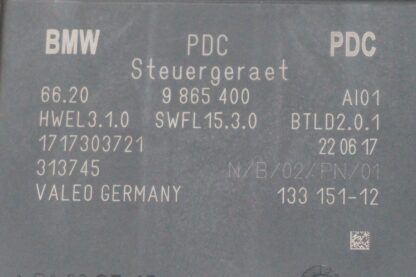 BMW PDC PDC
Steuergeraet
66.20 9 865 400 AI01
HWEL3.1.0 SWFL15.3.0 BTLD2.0.1
1717303721 22 06 17
313745 N/B/02/PN/01
VALEO GERMANY 133 151-12